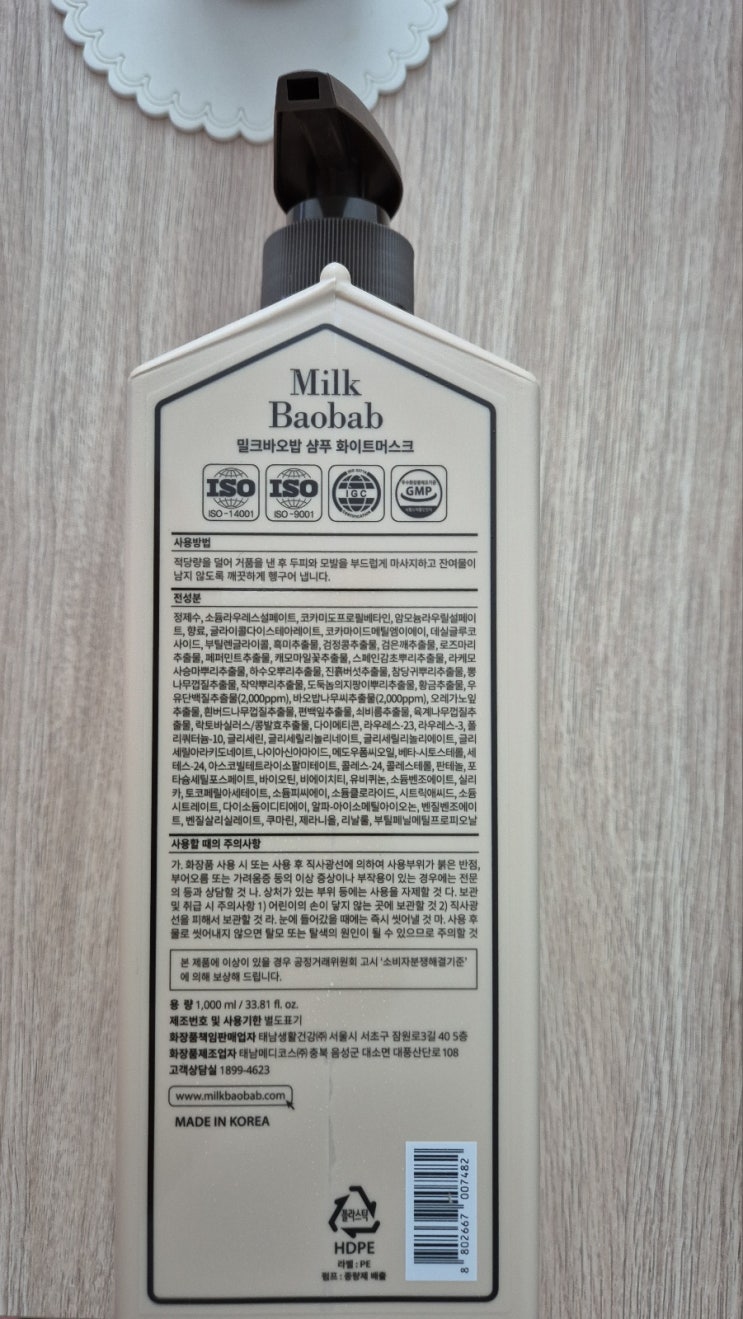 Milk
Baobab
밀크바오밥 샴푸 화이트머스크
ISO ISO IGC GMP
ISO-14001 ISO-9001
사용방법
적당량을 덜어 거품을 낸 후 두피와 모발을 부드럽게 마사지하고 잔여물이
남지 않도록 깨끗하게 헹구어 냅니다.
전성분
정제수, 소듐라우레스설페이트, 코카미도프로필베타인, 암모늄라우릴설페이
트, 향료, 글라이콜다이스테아레이트, 코카마이드메틸엠이에이, 데실글루코
사이드, 부틸렌글라이콜, 흑미추출물, 검정콩추출물, 검은깨추출물, 로즈마리
추출물, 페퍼민트추출물, 캐모마일꽃추출물, 스페인감초뿌리추출물, 라케모
사승마뿌리추출물, 하수오뿌리추출물, 진흙버섯추출물, 참당귀뿌리추출물, 뽕
나무껍질추출물, 작약뿌리추출물, 도둑놈의지팡이뿌리추출물, 황금추출물, 우
유단백질추출물(2,000ppm), 바오밥나무씨추출물(2,000ppm), 오레가노잎
추출물, 흰버드나무껍질추출물, 편백잎추출물, 쇠비름추출물, 육계나무껍질추
출물, 락토바실러스/콩발효추출물, 다이메티콘, 라우레스-23, 라우레스-3, 폴
리쿼터늄-10, 글리세린, 글리세릴리놀리네이트, 글리세릴리놀리에이트, 글리
세릴아라키도네이트, 나이아신아마이드, 메도우폼씨오일, 베타-시토스테롤, 세
테스-24, 아스코빌테트라이소팔미테이트, 콜레스-24, 콜레스테롤, 판테놀, 포
타슘세틸포스페이트, 바이오틴, 비에이치티, 유비퀴논, 소듐벤조에이트, 실리
카, 토코페릴아세테이트, 소듐피씨에이, 소듐클로라이드, 시트릭애씨드, 소듐
시트레이트, 다이소듐이디티에이, 알파-아이소메틸아이오논, 벤질벤조에이
트, 벤질살리실레이트, 쿠마린, 제라니올, 리날룰, 부틸페닐메틸프로피오날
사용할 때의 주의사항
가. 화장품 사용 시 또는 사용 후 직사광선에 의하여 사용부위가 붉은 반점,
부어오름 또는 가려움증 등의 이상 증상이나 부작용이 있는 경우에는 전문
의 등과 상담할 것 나. 상처가 있는 부위 등에는 사용을 자제할 것 다. 보관
및 취급 시 주의사항 1) 어린이의 손이 닿지 않는 곳에 보관할 것 2) 직사광
선을 피해서 보관할 것 라. 눈에 들어갔을 때에는 즉시 씻어낼 것 마. 사용 후
물로 씻어내지 않으면 탈모 또는 탈색의 원인이 될 수 있으므로 주의할 것
본 제품에 이상이 있을 경우 공정거래위원회 고시 '소비자분쟁해결기준'
에 의해 보상해 드립니다.
용 량 1,000 ml / 33.81 fl. oz.
제조번호 및 사용기한 별도표기
화장품책임판매업자 태남생활건강㈜ 서울시 서초구 잠원로3길 40 5층
화장품제조업자 태남메디코스㈜ 충북 음성군 대소면 대풍산단로 108
고객상담실 1899-4623
www.milkbaobab.com
MADE IN KOREA
플라스틱
HDPE
라벨 : PE
펌프 : 종량제 배출
8 802667 007482